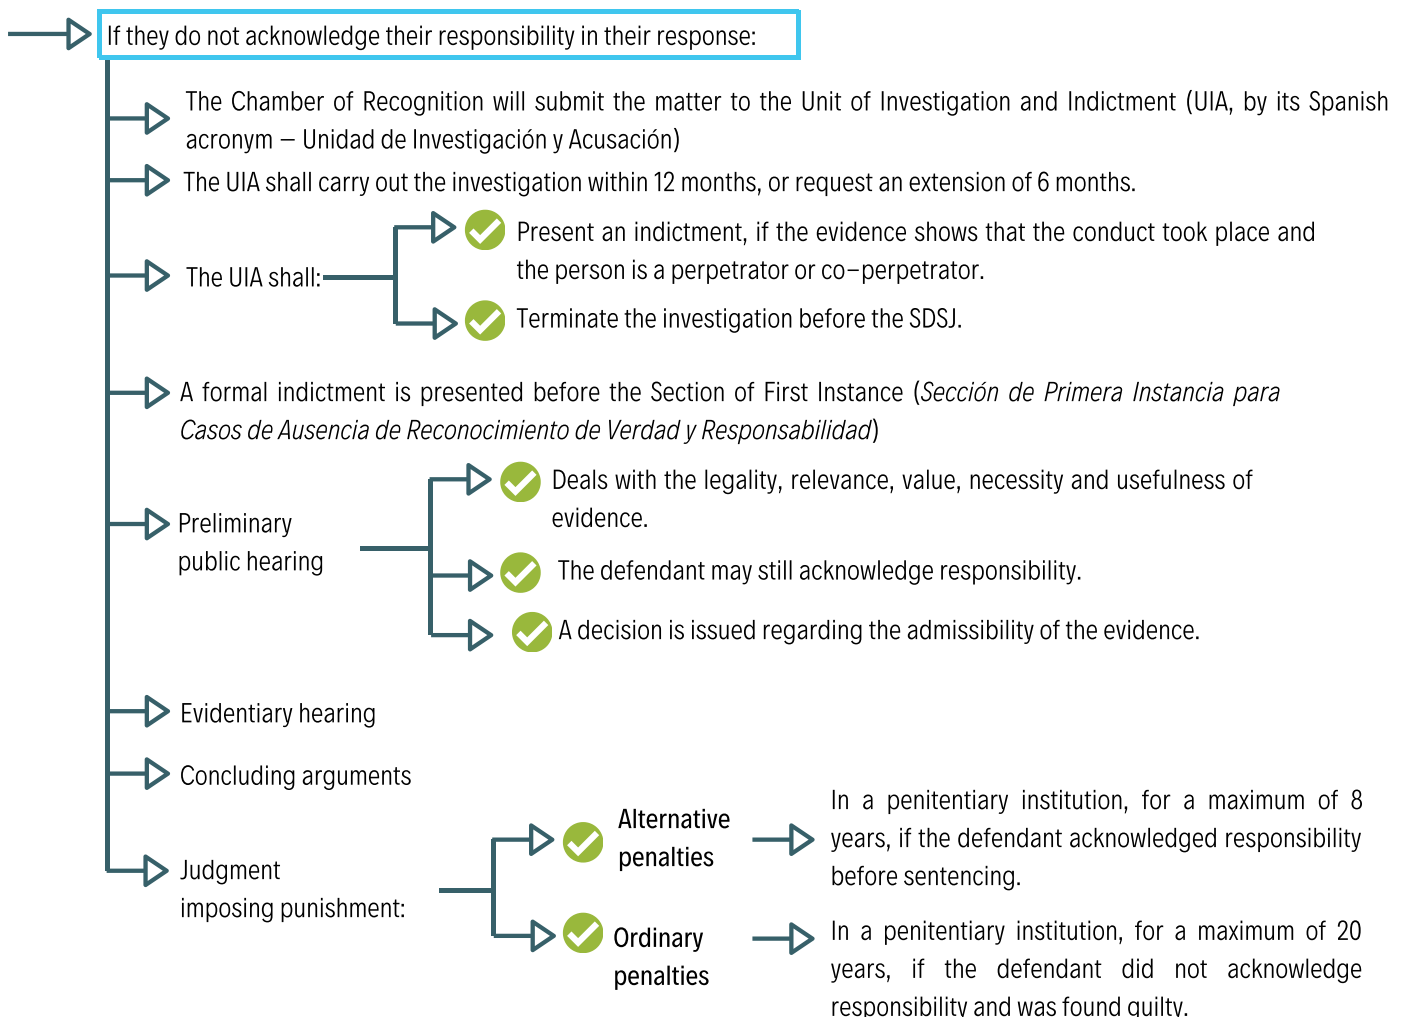 If they do not acknowledge their responsibility in their response:
The Chamber of Recognition will submit the matter to the Unit of Investigation and Indictment (UIA, by its Spanish
acronym – Unidad de Investigación y Acusación)
The UIA shall carry out the investigation within 12 months, or request an extension of 6 months.
The UIA shall:
Present an indictment, if the evidence shows that the conduct took place and
the person is a perpetrator or co-perpetrator.
Terminate the investigation before the SDSJ.
A formal indictment is presented before the Section of First Instance (Sección de Primera Instancia para
Casos de Ausencia de Reconocimiento de Verdad y Responsabilidad)
Preliminary
public hearing
Deals with the legality, relevance, value, necessity and usefulness of
evidence.
The defendant may still acknowledge responsibility.
A decision is issued regarding the admissibility of the evidence.
Evidentiary hearing
Concluding arguments
Judgment
imposing punishment:
Alternative
penalties
In a penitentiary institution, for a maximum of 8
years, if the defendant acknowledged responsibility
before sentencing.
Ordinary
penalties
In a penitentiary institution, for a maximum of 20
years, if the defendant did not acknowledge
responsibility and was found guilty.